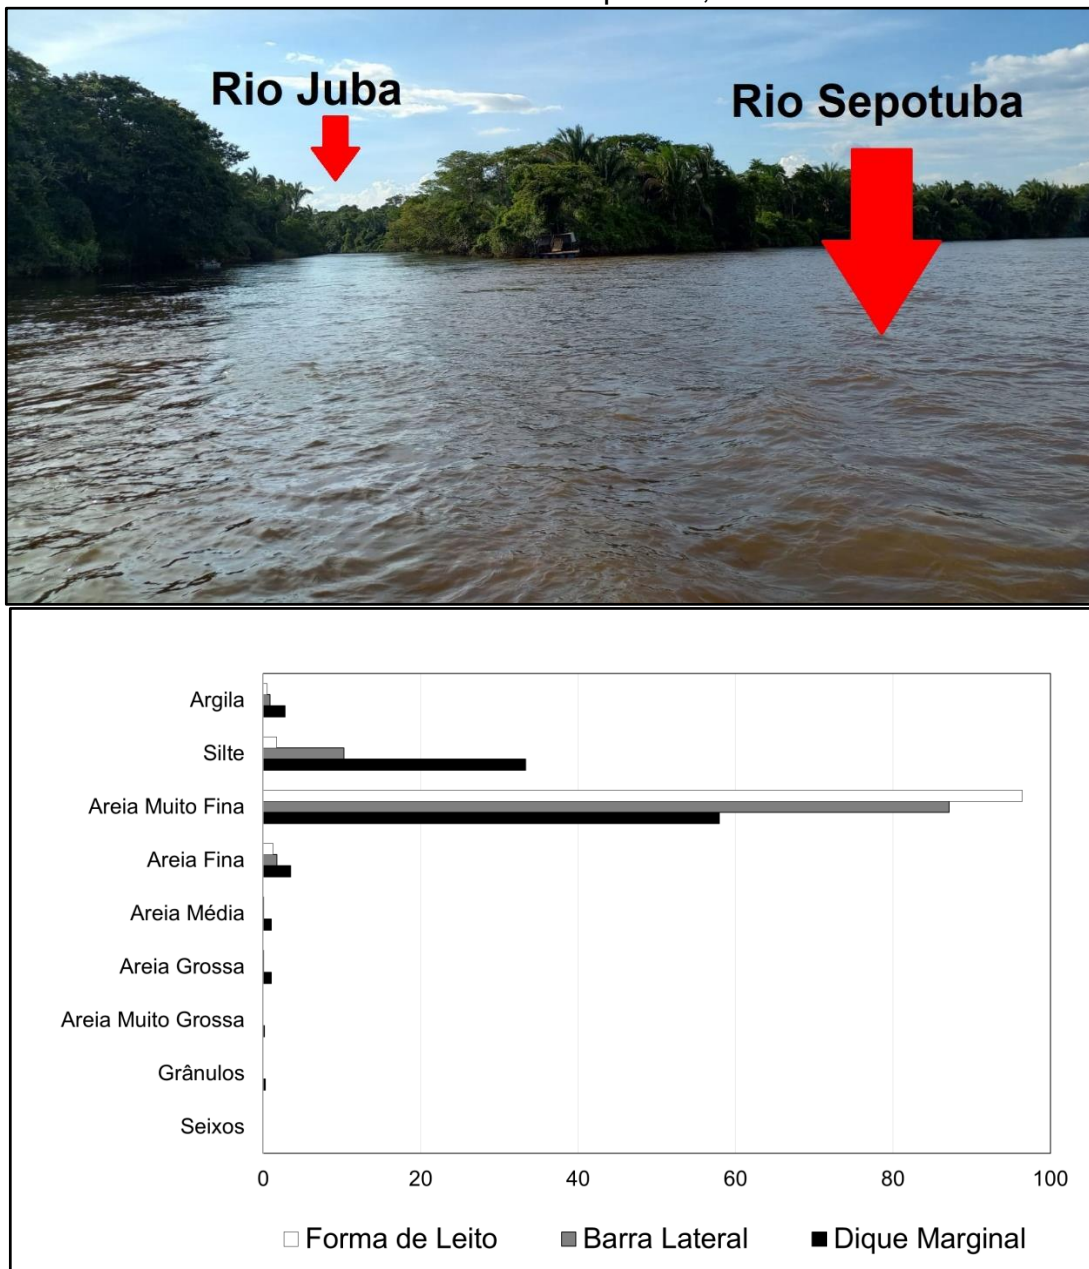 Rio Juba
Rio Sepotuba
Argila
Silte
Areia Muito Fina
Areia Fina
Areia Média
Areia Grossa
Areia Muito Grossa
Grânulos
Seixos
0 20 40 60 80 100
Forma de Leito Barra Lateral Dique Marginal